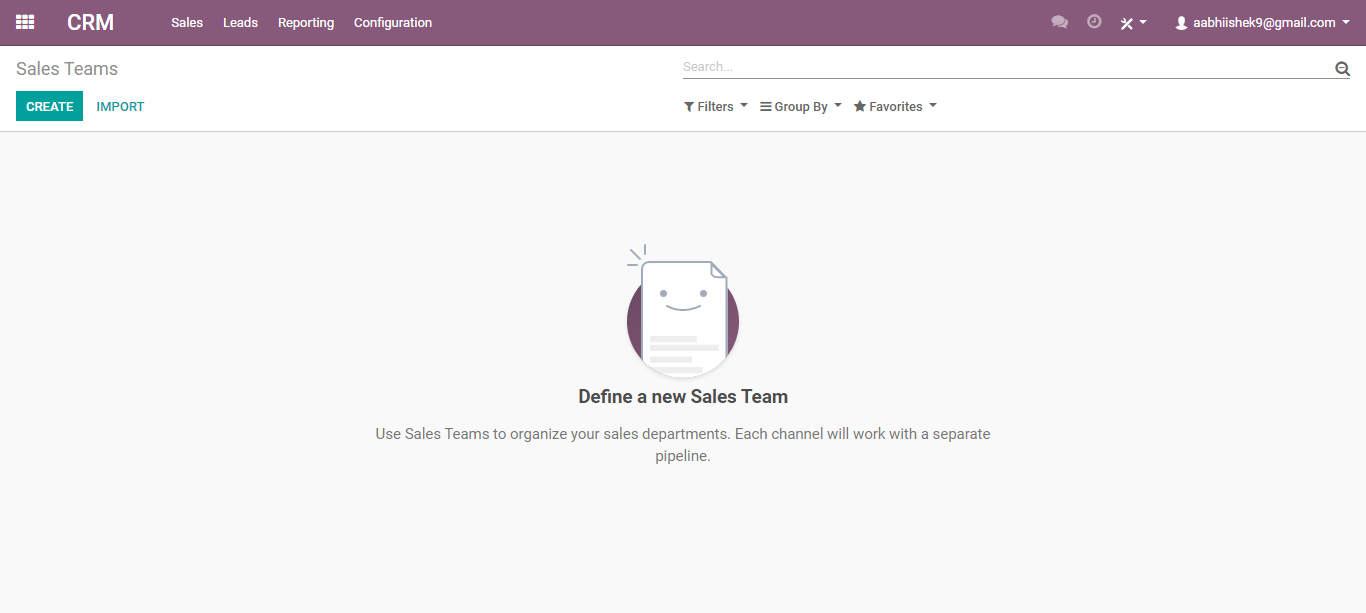 CRM Sales Leads Reporting Configuration aabhiishek9@gmail.com
Sales Teams Search...
CREATE IMPORT Filters Group By Favorites
Define a new Sales Team
Use Sales Teams to organize your sales departments. Each channel will work with a separate
pipeline.